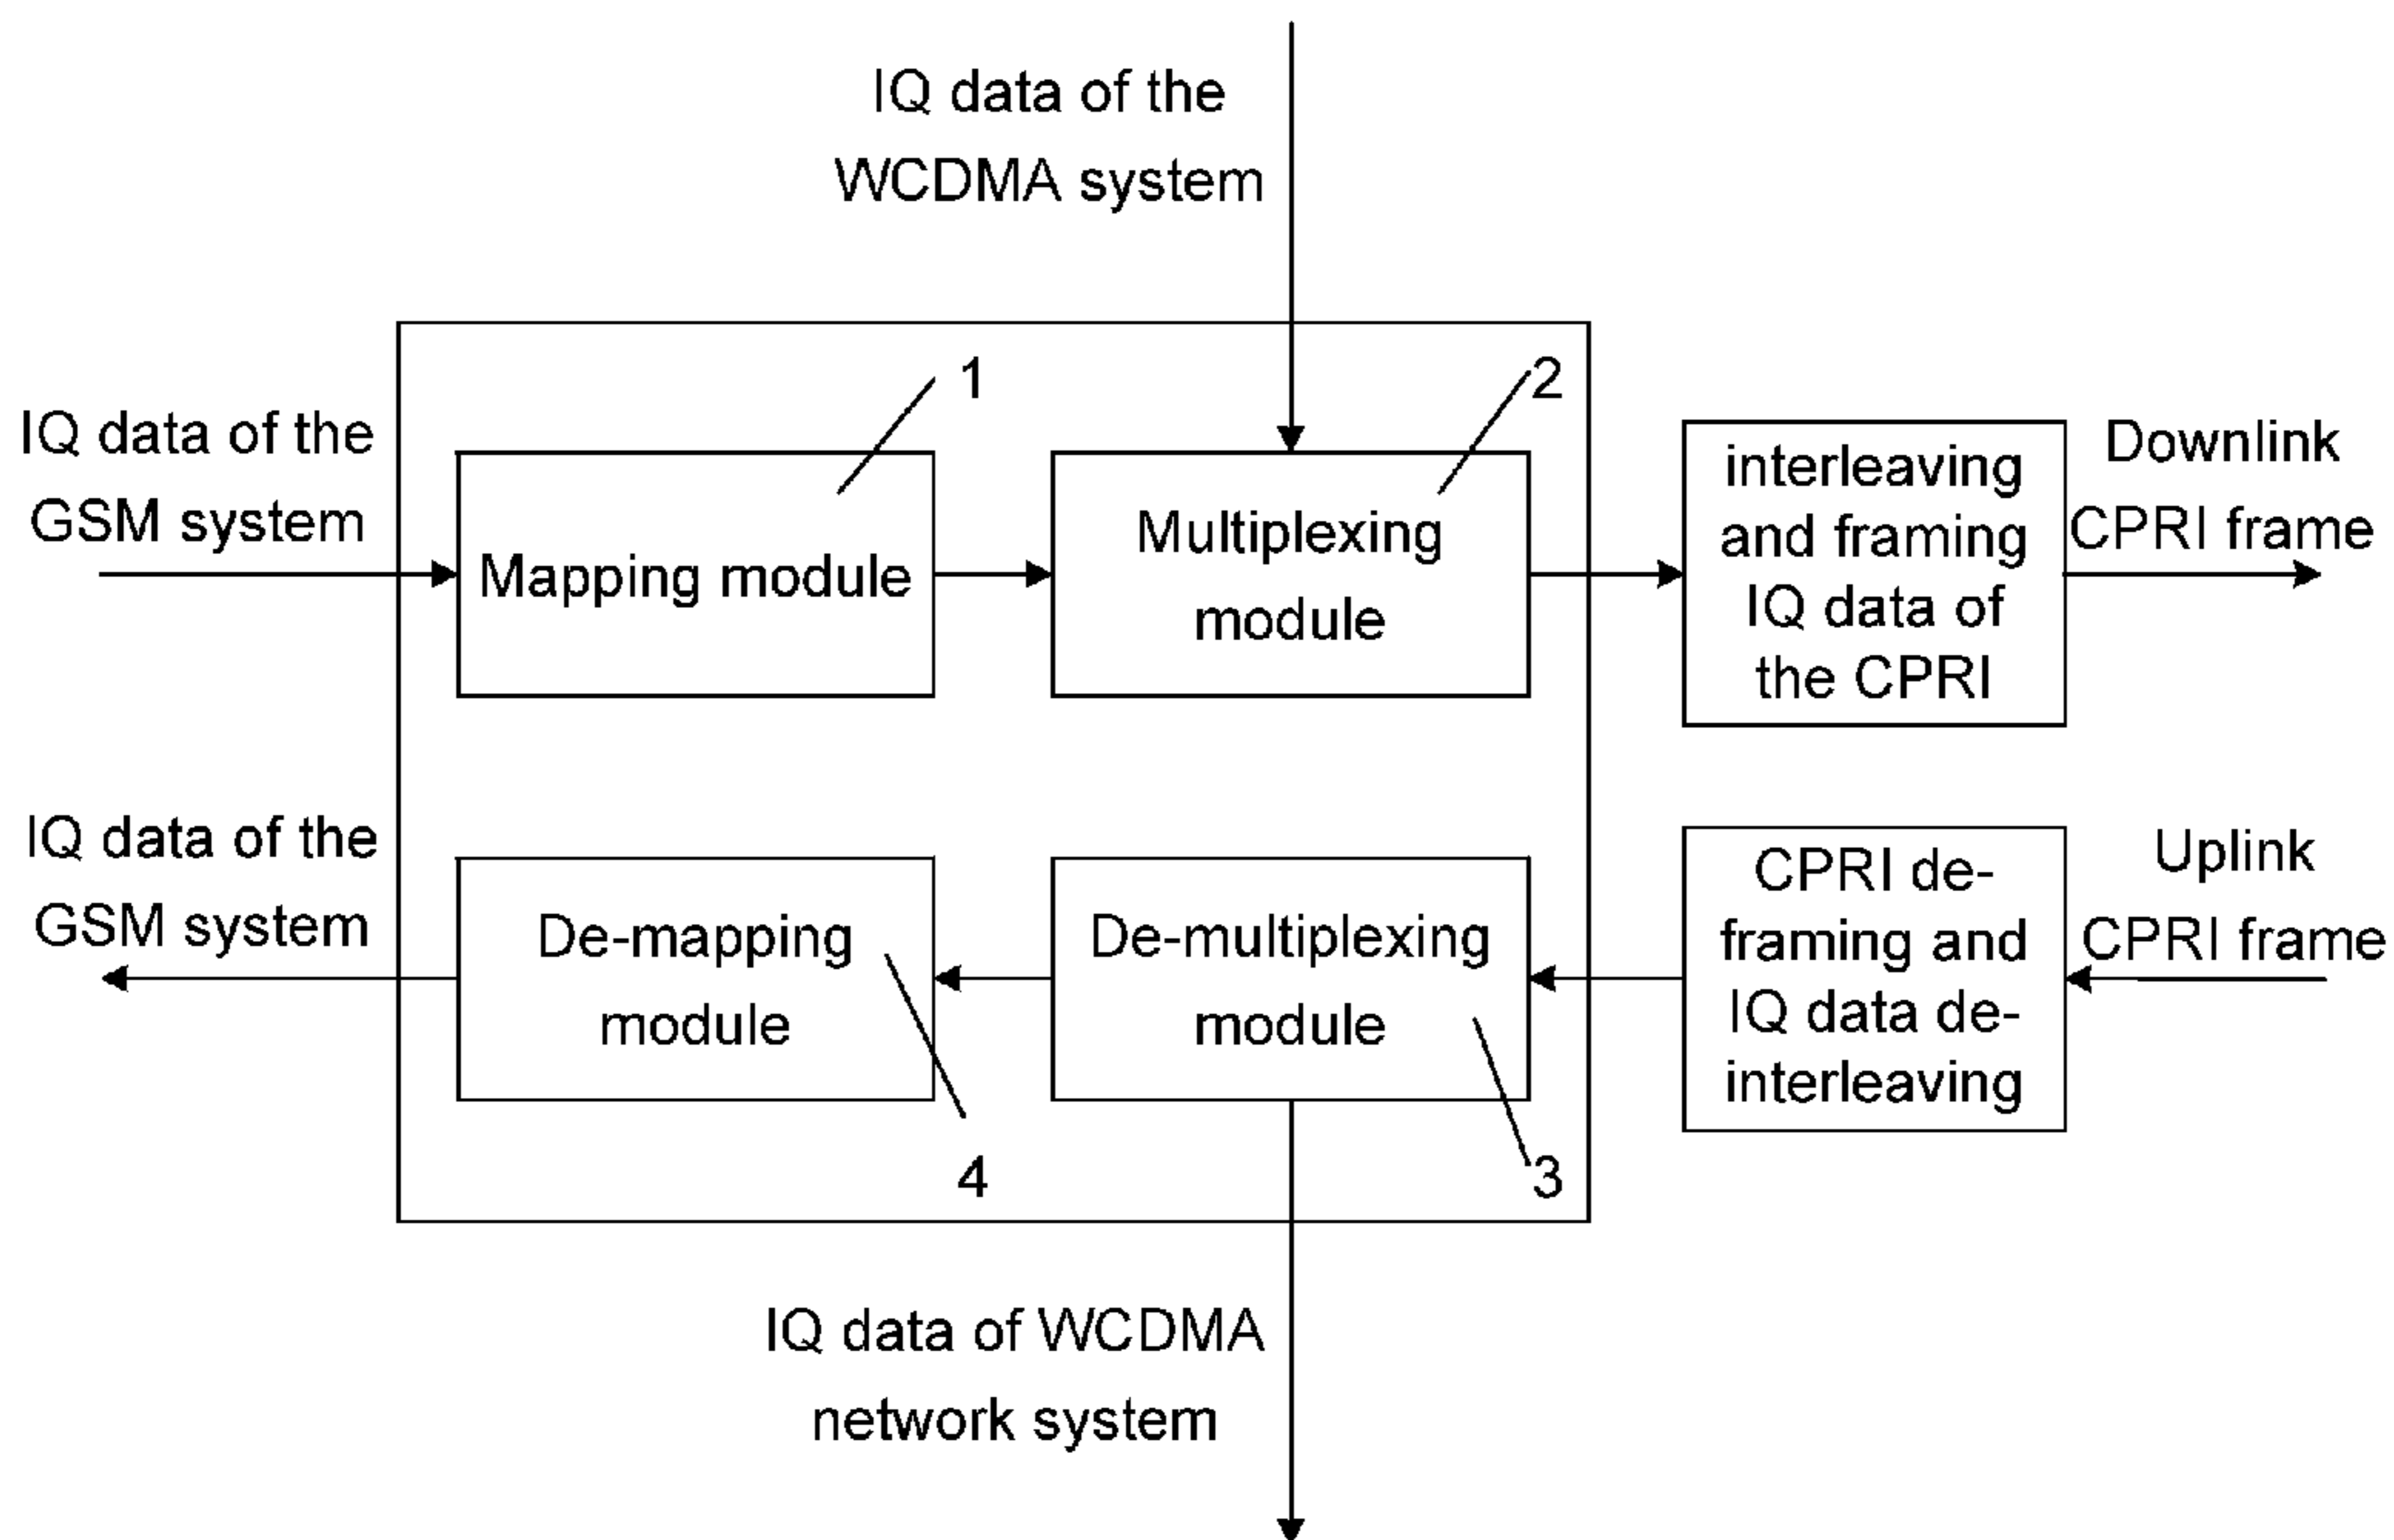 IQ data of the
WCDMA system
1
2
IQ data of the
GSM system
Mapping module
Multiplexing
module
interleaving
and framing
IQ data of
the CPRI
Downlink
CPRI frame
IQ data of the
GSM system
De-mapping
module
De-multiplexing
module
CPRI de-
framing and
IQ data de-
interleaving
Uplink
CPRI frame
4
3
IQ data of WCDMA
network system